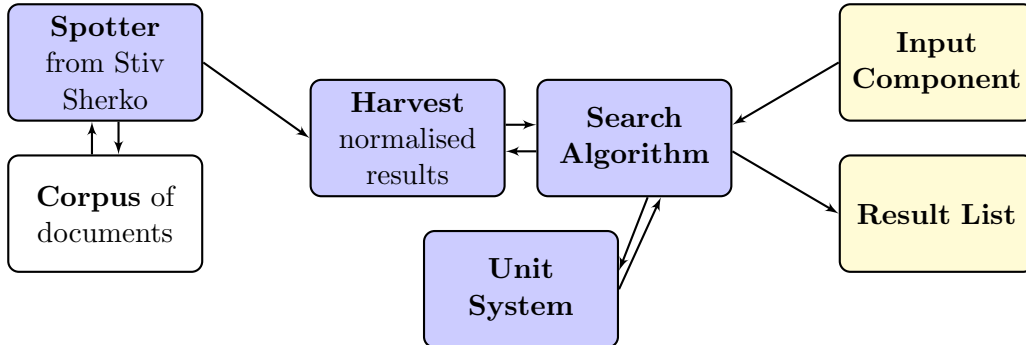 Spotter
from Stiv
Sherko
Corpus of
documents
Harvest
normalised
results
Search
Algorithm
Unit
System
Input
Component
Result List